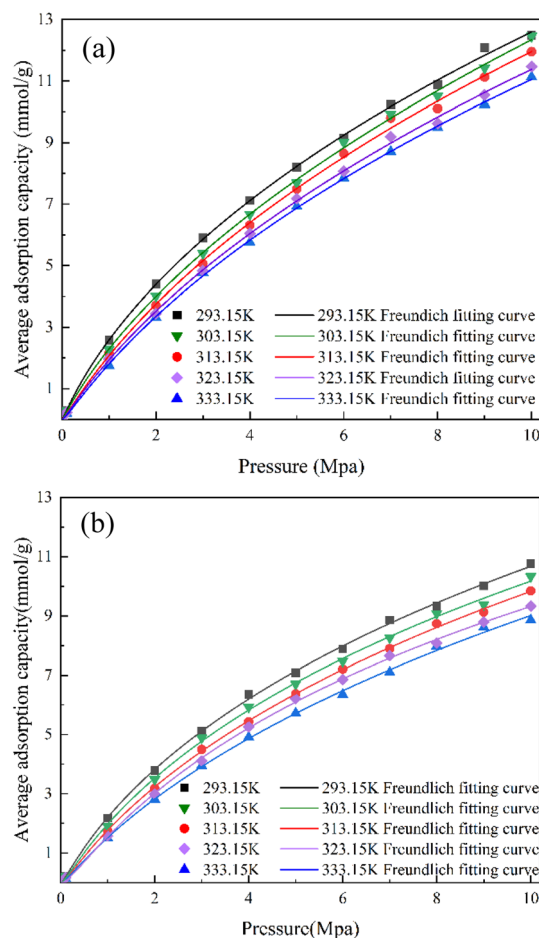 (a)
Average adsorption capacity (mmol/g)
13
11
9
7
5
3
1
293.15K 293.15K Freundich fitting curve
303.15K 303.15K Freundich fitting curve
313.15K 313.15K Freundich fitting curve
323.15K 323.15K Freundich fitting curve
333.15K 333.15K Freundich fitting curve
0 2 4 6 8 10
Pressure (Mpa)
(b)
Average adsorption capacity(mmol/g)
13
11
9
7
5
3
1
293.15K 293.15K Freundlich fitting curve
303.15K 303.15K Freundlich fitting curve
313.15K 313.15K Freundlich fitting curve
323.15K 323.15K Freundlich fitting curve
333.15K 333.15K Freundlich fitting curve
0 2 4 6 8 10
Pressure(Mpa)